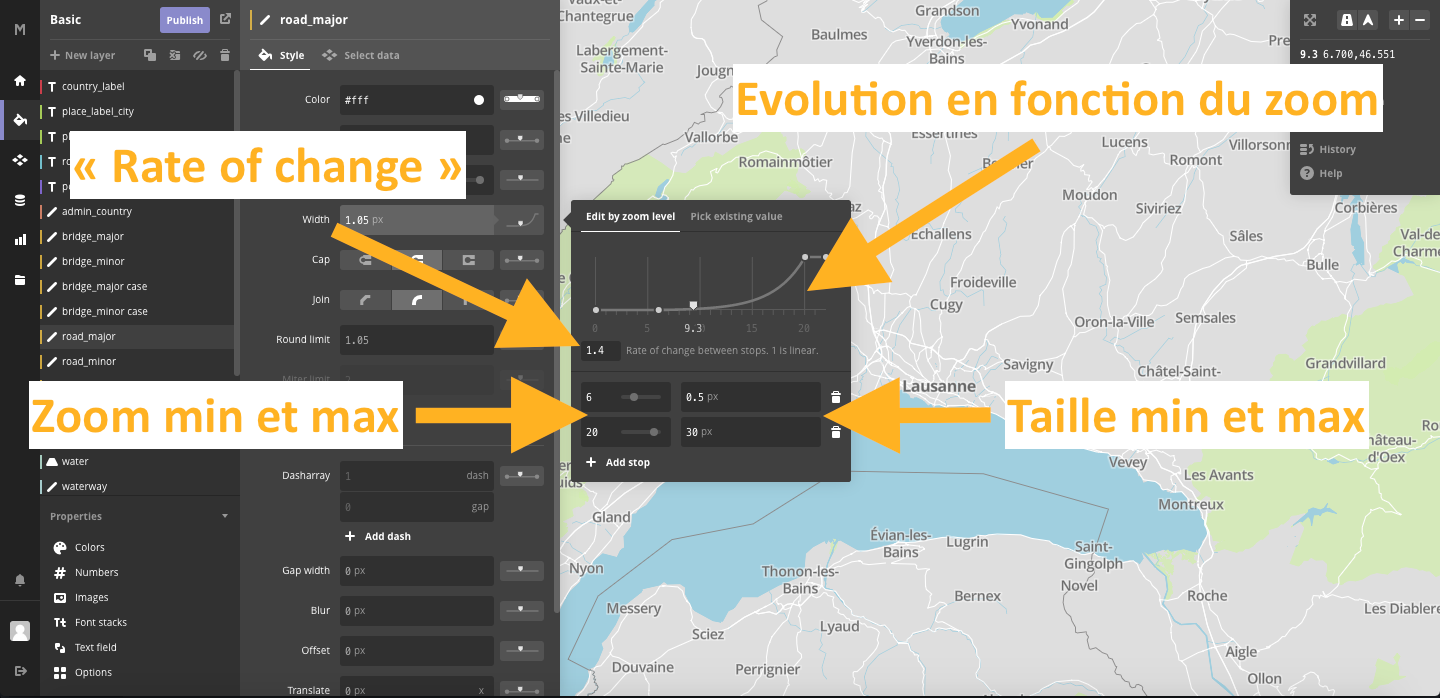 M
Basic
Publish
New layer
country_label
place_label_city
admin_country
bridge_major
bridge_minor
bridge_major case
bridge_minor case
road_major
road_minor
water
waterway
Properties
Colors
Numbers
Images
Font stacks
Text field
Options
road_major
Style
Select data
Color
#fff
« Rate of change »
Width
1.05 px
Cap
Join
Round limit
1.05
Miter limit
Zoom min et max
Dasharray
1
dash
0
gap
Add dash
Gap width
0 px
Blur
0 px
Offset
0 px
Translate
0 px
x
Edit by zoom level
Pick existing value
0
5
9.3
15
20
1.4
Rate of change between stops. 1 is linear.
6
0.5 px
20
30 px
Add stop
Evolution en fonction du zoom
Taille min et max
9.3 6.700,46.551
History
Help
Vaux-et-
Chantegrue
Grandson
Yvonand
Baulmes
Yverdon-les-
Bains
Labergement-
Sainte-Marie
es Villedieu
Vallorbe
Essertines
Lucens
Romainmôtier
Romont
Moudon
Siviriez
Corbières
Echallens
Sâles
Val-de-
Charme
Bulle
Froideville
Cugy
Oron-la-Ville
Semsales
Savigny
Châtel-Saint-
Grandvillard
Lausanne
Château-
d'Oex
Vevey
Les Avants
Montreux
Gland
Évian-les-
Bains
Lugrin
Saint-
Gingolph
Nyon
Thonon-les-
Bains
Novel
Bernex
Roche
Messery
Les Diablere
Sciez
Lyaud
Aigle
Douvaine
Perrignier
Ollon